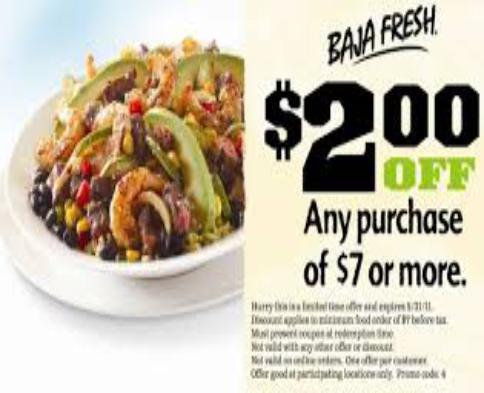 BAJA FRESH.
$2.00
OFF
Any purchase
of $7 or more.
Hurry this is a limited time offer and expires 8/31/11.
Discount applies to minimum food order of $7 before tax.
Must present coupon at redemption time.
Not valid with any other offer or discount.
Not valid on online orders. One offer per customer.
Offer good at participating locations only. Promo code: 4